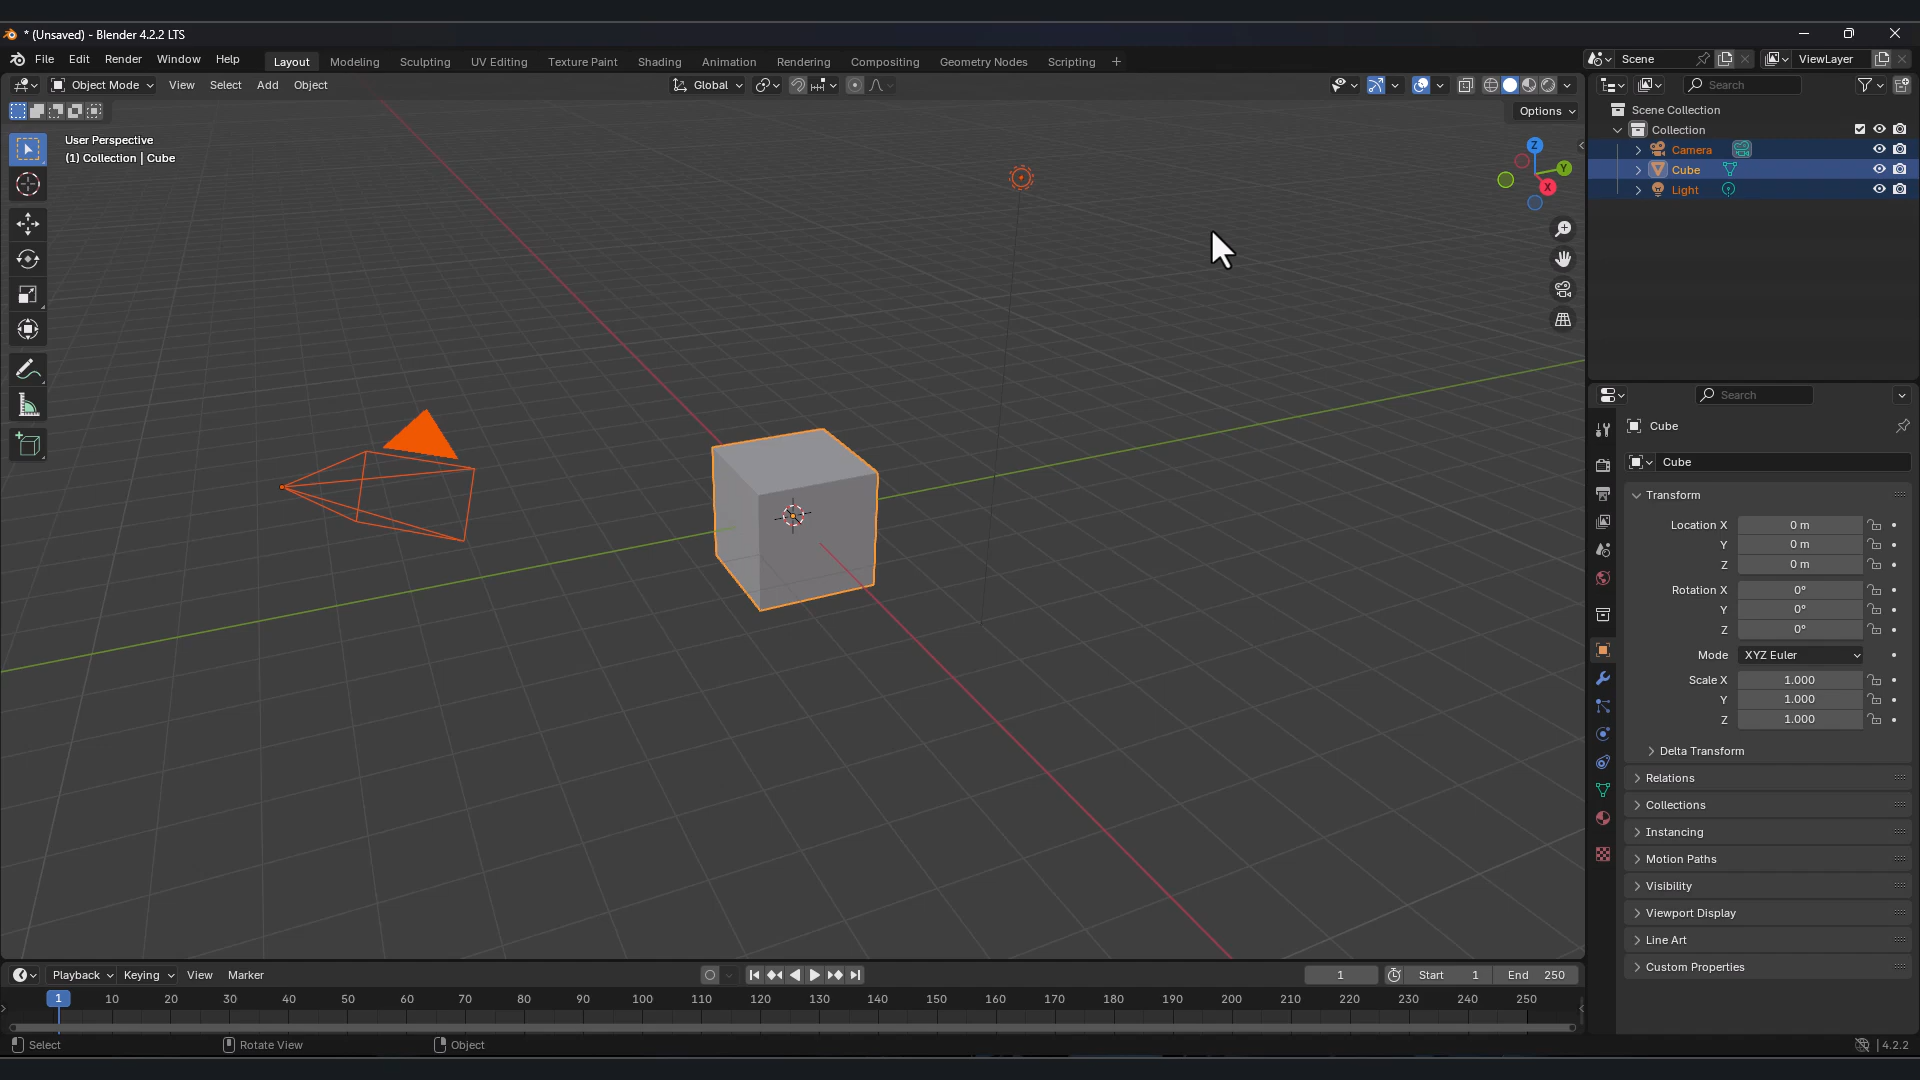 * (Unsaved) - Blender 4.2.2 LTS
File Edit Render Window Help Layout Modeling Sculpting UV Editing Texture Paint Shading Animation Rendering Compositing Geometry Nodes Scripting + Scene ViewLayer
Object Mode View Select Add Object Global Search
Options
User Perspective
(1) Collection | Cube
Z
Y
X
Scene Collection
Collection
Camera
Cube
Light
Search
Cube
Cube
Transform
Location X 0 m
Y 0 m
Z 0 m
Rotation X 0°
Y 0°
Z 0°
Mode XYZ Euler
Scale X 1.000
Y 1.000
Z 1.000
Delta Transform
Relations
Collections
Instancing
Motion Paths
Visibility
Viewport Display
Line Art
Custom Properties
Playback Keying View Marker 1 Start 1 End 250
1 10 20 30 40 50 60 70 80 90 100 110 120 130 140 150 160 170 180 190 200 210 220 230 240 250
Select Rotate View Object 4.2.2